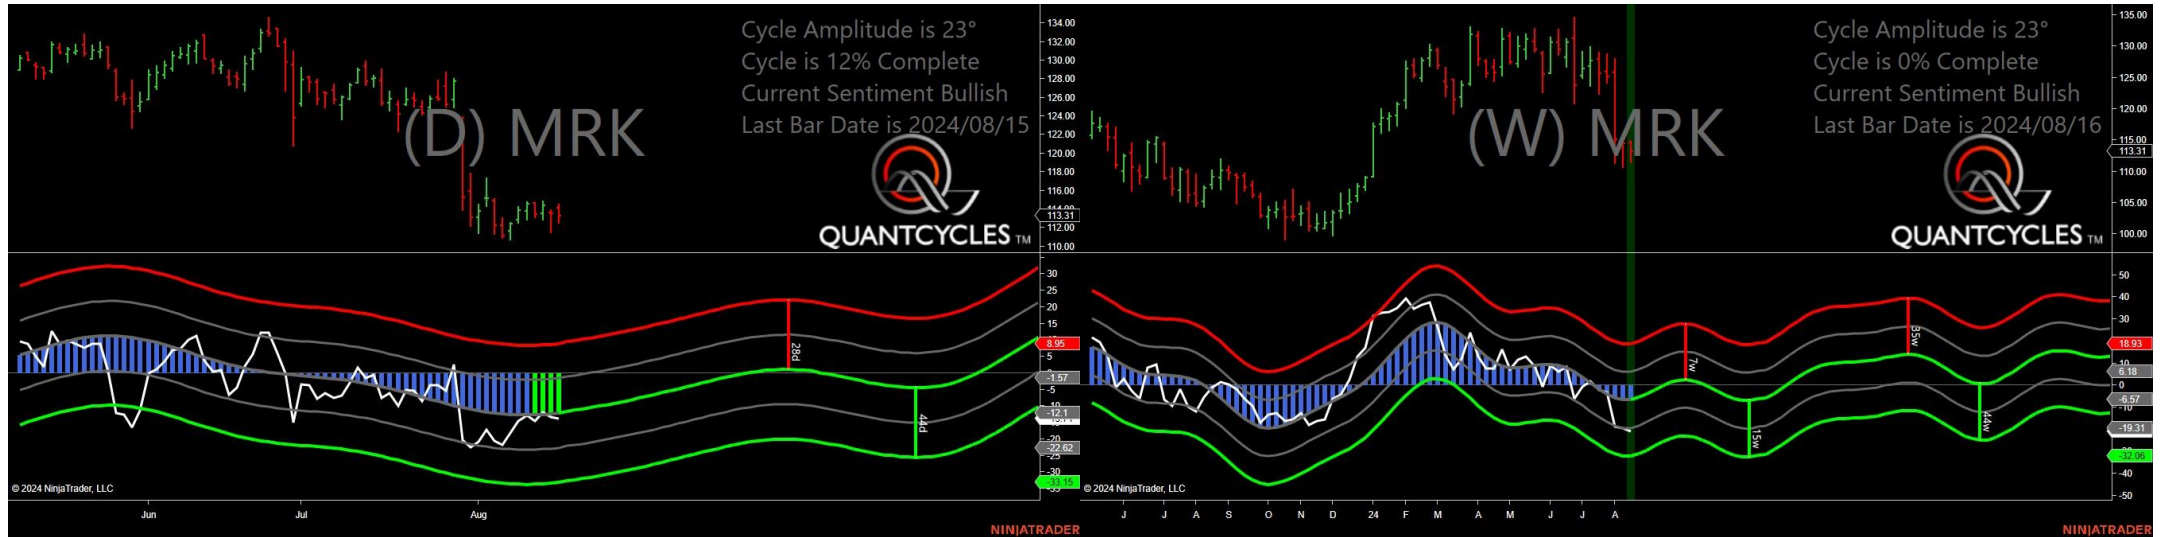 Cycle Amplitude is 23°
Cycle is 12% Complete
Current Sentiment Bullish
Last Bar Date is 2024/08/15
(D) MRK
QUANTCYCLES TM
134.00
132.00
130.00
128.00
126.00
124.00
122.00
120.00
118.00
116.00
113.31
112.00
110.00
30
25
20
15
8.95
5
-1.57
-5
-12.1
-22.62
-30
-33.15
28d
44d
© 2024 NinjaTrader, LLC
Jun
Jul
Aug
NINJATRADER
Cycle Amplitude is 23°
Cycle is 0% Complete
Current Sentiment Bullish
Last Bar Date is 2024/08/16
(W) MRK
QUANTCYCLES TM
135.00
130.00
125.00
120.00
115.00
113.31
110.00
105.00
100.00
50
40
30
18.93
10
6.18
0
-6.57
-19.31
-32.06
-40
-50
7w
15w
35w
44w
© 2024 NinjaTrader, LLC
J
J
A
S
O
N
D
24
F
M
A
M
J
J
A
NINJATRADER